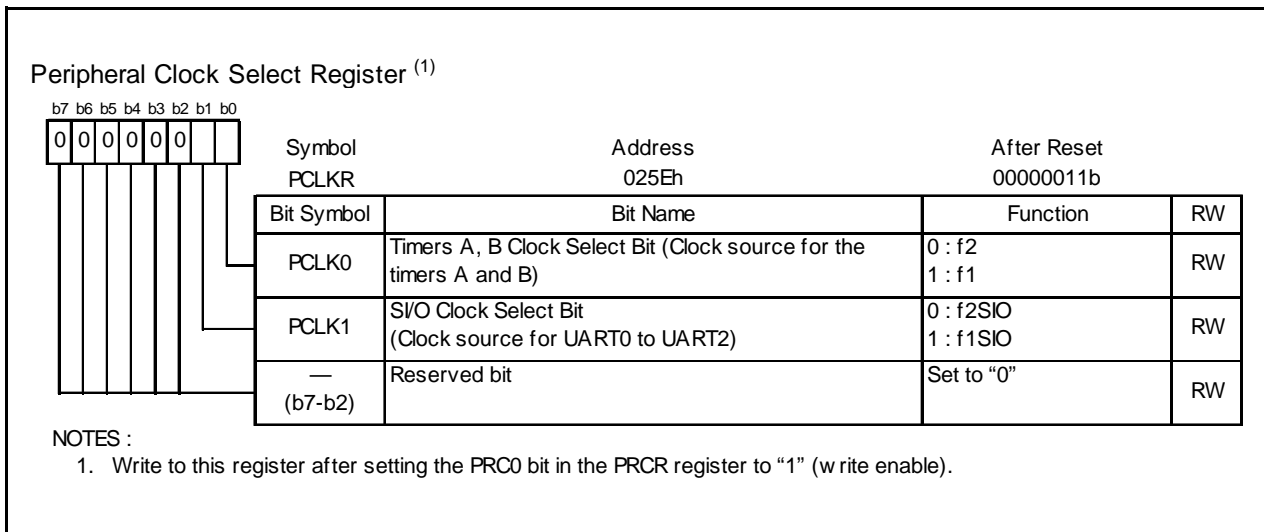 Peripheral Clock Select Register (1)
b7 b6 b5 b4 b3 b2 b1 b0
0 0 0 0 0 0
Symbol Address After Reset
PCLKR 025Eh 00000011b
Bit Symbol Bit Name Function RW
PCLK0 Timers A, B Clock Select Bit (Clock source for the 0 : f2 RW
timers A and B) 1 : f1
PCLK1 SI/O Clock Select Bit 0 : f2SIO RW
(Clock source for UART0 to UART2) 1 : f1SIO
— Reserved bit Set to “0” RW
(b7-b2)
NOTES :
1. Write to this register after setting the PRC0 bit in the PRCR register to “1” (w rite enable).